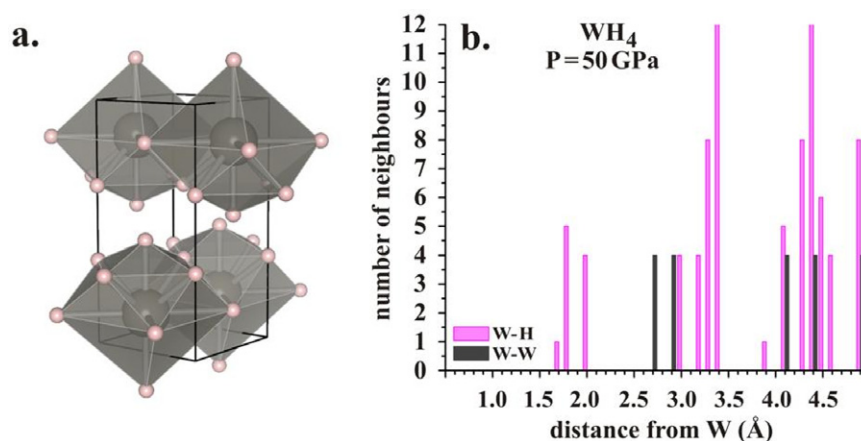 a.
b.
WH₄
P = 50 GPa
number of neighbours
12
11
10
9
8
7
6
5
4
3
2
1
0
W-H
W-W
1.0 1.5 2.0 2.5 3.0 3.5 4.0 4.5
distance from W (Å)